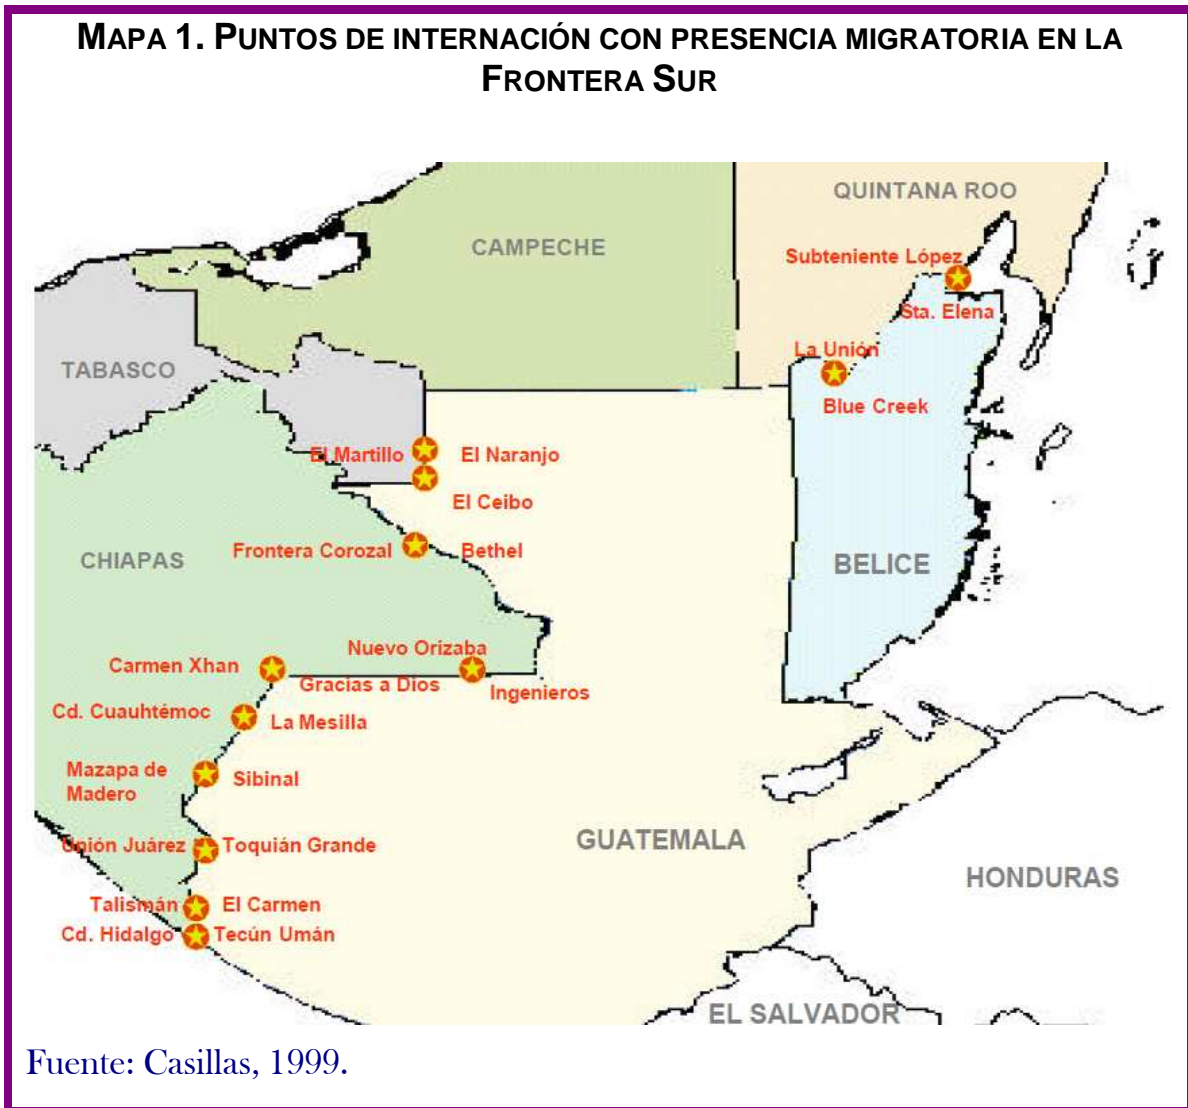 MAPA 1. PUNTOS DE INTERNACIÓN CON PRESENCIA MIGRATORIA EN LA
FRONTERA SUR
QUINTANA ROO
CAMPECHE
Subteniente López
Sta. Elena
TABASCO
La Unión
Blue Creek
El Martillo
El Naranjo
El Ceibo
Frontera Corozal
Bethel
CHIAPAS
BELICE
Nuevo Orizaba
Carmen Xhan
Gracias a Dios
Ingenieros
Cd. Cuauhtémoc
La Mesilla
Mazapa de
Madero
Sibinal
GUATEMALA
Unión Juárez
Toquián Grande
HONDURAS
Talismán
El Carmen
Cd. Hidalgo
Tecún Umán
EL SALVADOR
Fuente: Casillas, 1999.